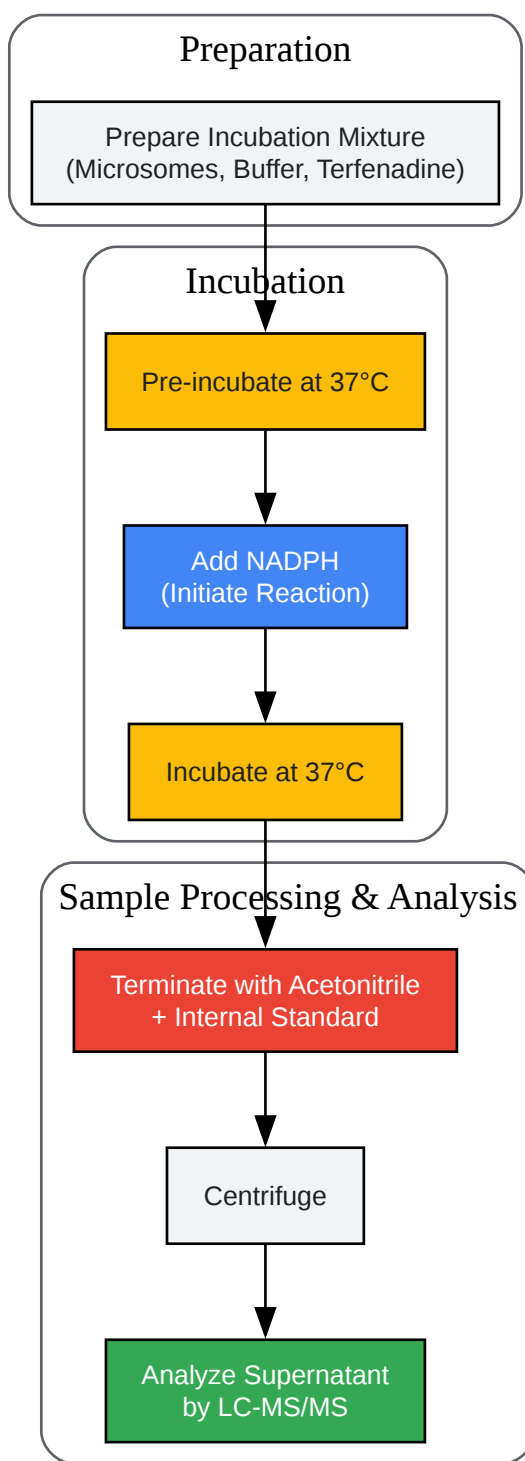 Preparation
Prepare Incubation Mixture
(Microsomes, Buffer, Terfenadine)
Incubation
Pre-incubate at 37°C
Add NADPH
(Initiate Reaction)
Incubate at 37°C
Sample Processing & Analysis
Terminate with Acetonitrile
+ Internal Standard
Centrifuge
Analyze Supernatant
by LC-MS/MS